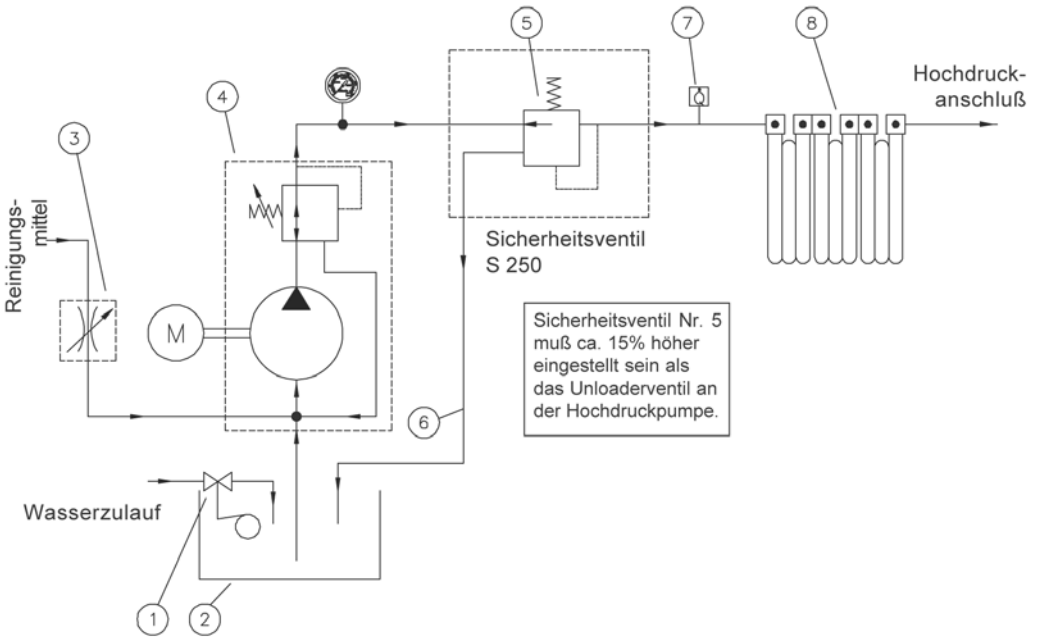 5
7
8
Hochdruck-
anschluß
4
3
Reinigungs-
mittel
Sicherheitsventil
S 250
M
Sicherheitsventil Nr. 5
muß ca. 15% höher
eingestellt sein als
das Unloaderventil an
der Hochdruckpumpe.
6
Wasserzulauf
1
2